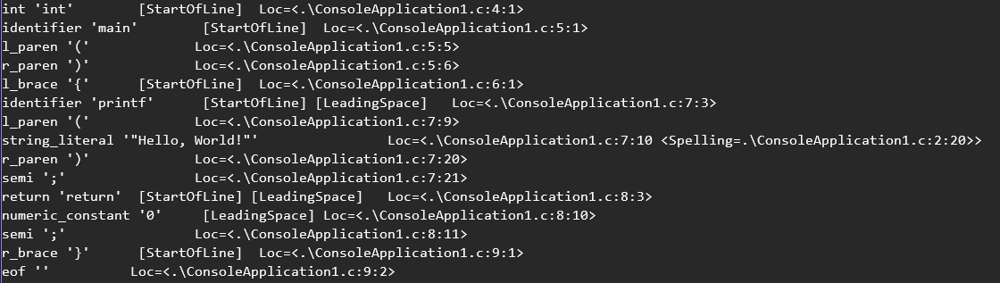 int 'int' [StartOfLine] Loc=<.\ConsoleApplication1.c:4:1>
identifier 'main' [StartOfLine] Loc=<.\ConsoleApplication1.c:5:1>
l_paren '(' Loc=<.\ConsoleApplication1.c:5:5>
r_paren ')' Loc=<.\ConsoleApplication1.c:5:6>
l_brace '{' [StartOfLine] Loc=<.\ConsoleApplication1.c:6:1>
identifier 'printf' [StartOfLine] [LeadingSpace] Loc=<.\ConsoleApplication1.c:7:3>
l_paren '(' Loc=<.\ConsoleApplication1.c:7:9>
string_literal '"Hello, World!"' Loc=<.\ConsoleApplication1.c:7:10 <Spelling=.\ConsoleApplication1.c:2:20>>
r_paren ')' Loc=<.\ConsoleApplication1.c:7:20>
semi ';' Loc=<.\ConsoleApplication1.c:7:21>
return 'return' [StartOfLine] [LeadingSpace] Loc=<.\ConsoleApplication1.c:8:3>
numeric_constant '0' [LeadingSpace] Loc=<.\ConsoleApplication1.c:8:10>
semi ';' Loc=<.\ConsoleApplication1.c:8:11>
r_brace '}' [StartOfLine] Loc=<.\ConsoleApplication1.c:9:1>
eof '' Loc=<.\ConsoleApplication1.c:9:2>